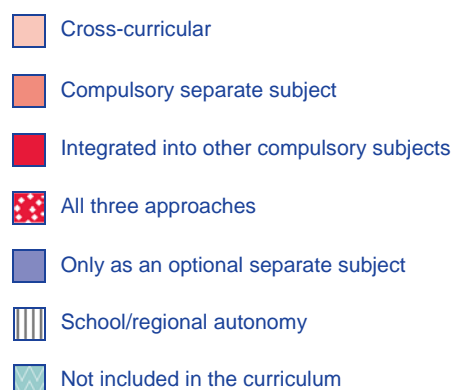 Cross-curricular
Compulsory separate subject
Integrated into other compulsory subjects
All three approaches
Only as an optional separate subject
School/regional autonomy
Not included in the curriculum